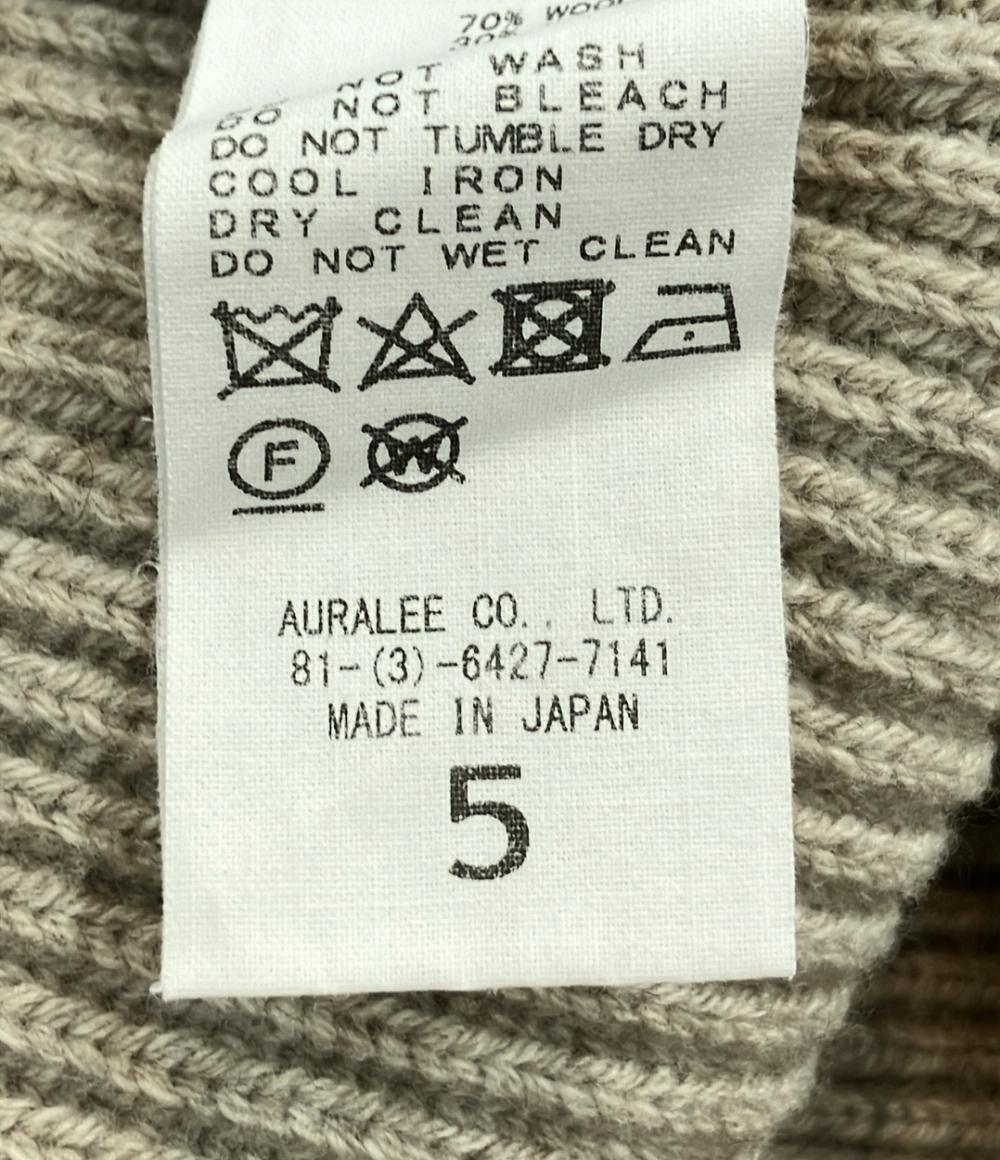 70% WOOL
30%
DO NOT WASH
DO NOT BLEACH
DO NOT TUMBLE DRY
COOL IRON
DRY CLEAN
DO NOT WET CLEAN
F W
AURALEE CO., LTD.
81-(3)-6427-7141
MADE IN JAPAN
5